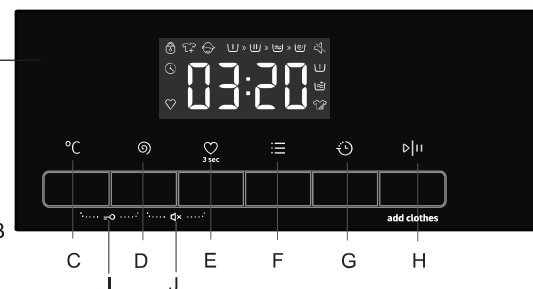 » » »
03:20
°C
3 sec
B
add clothes
C D E F G H
I J